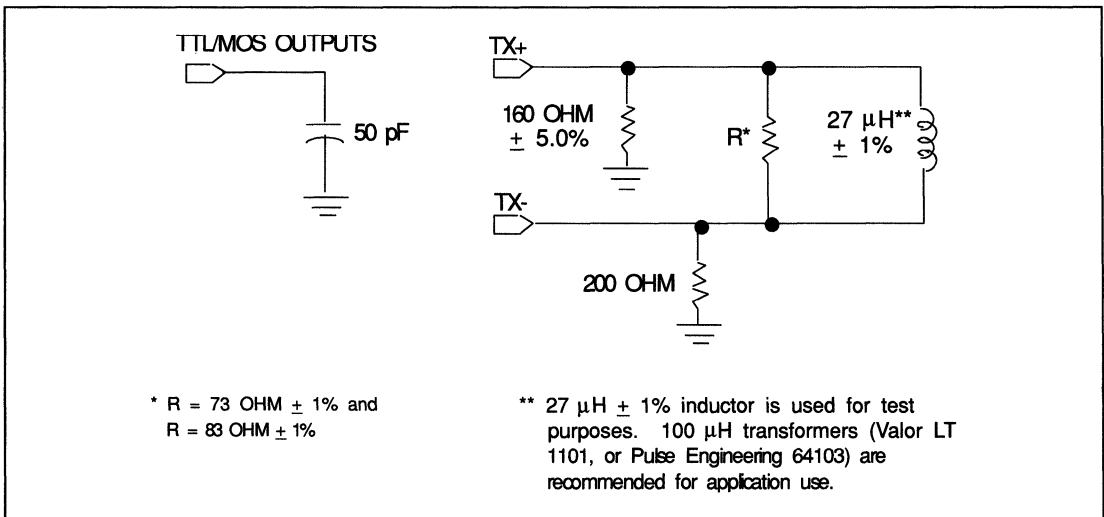 TTL/MOS OUTPUTS
50 pF
TX+
160 OHM
± 5.0%
R*
27 µH**
± 1%
TX-
200 OHM
* R = 73 OHM ± 1% and
R = 83 OHM ± 1%
** 27 µH ± 1% inductor is used for test
purposes. 100 µH transformers (Valor LT
1101, or Pulse Engineering 64103) are
recommended for application use.